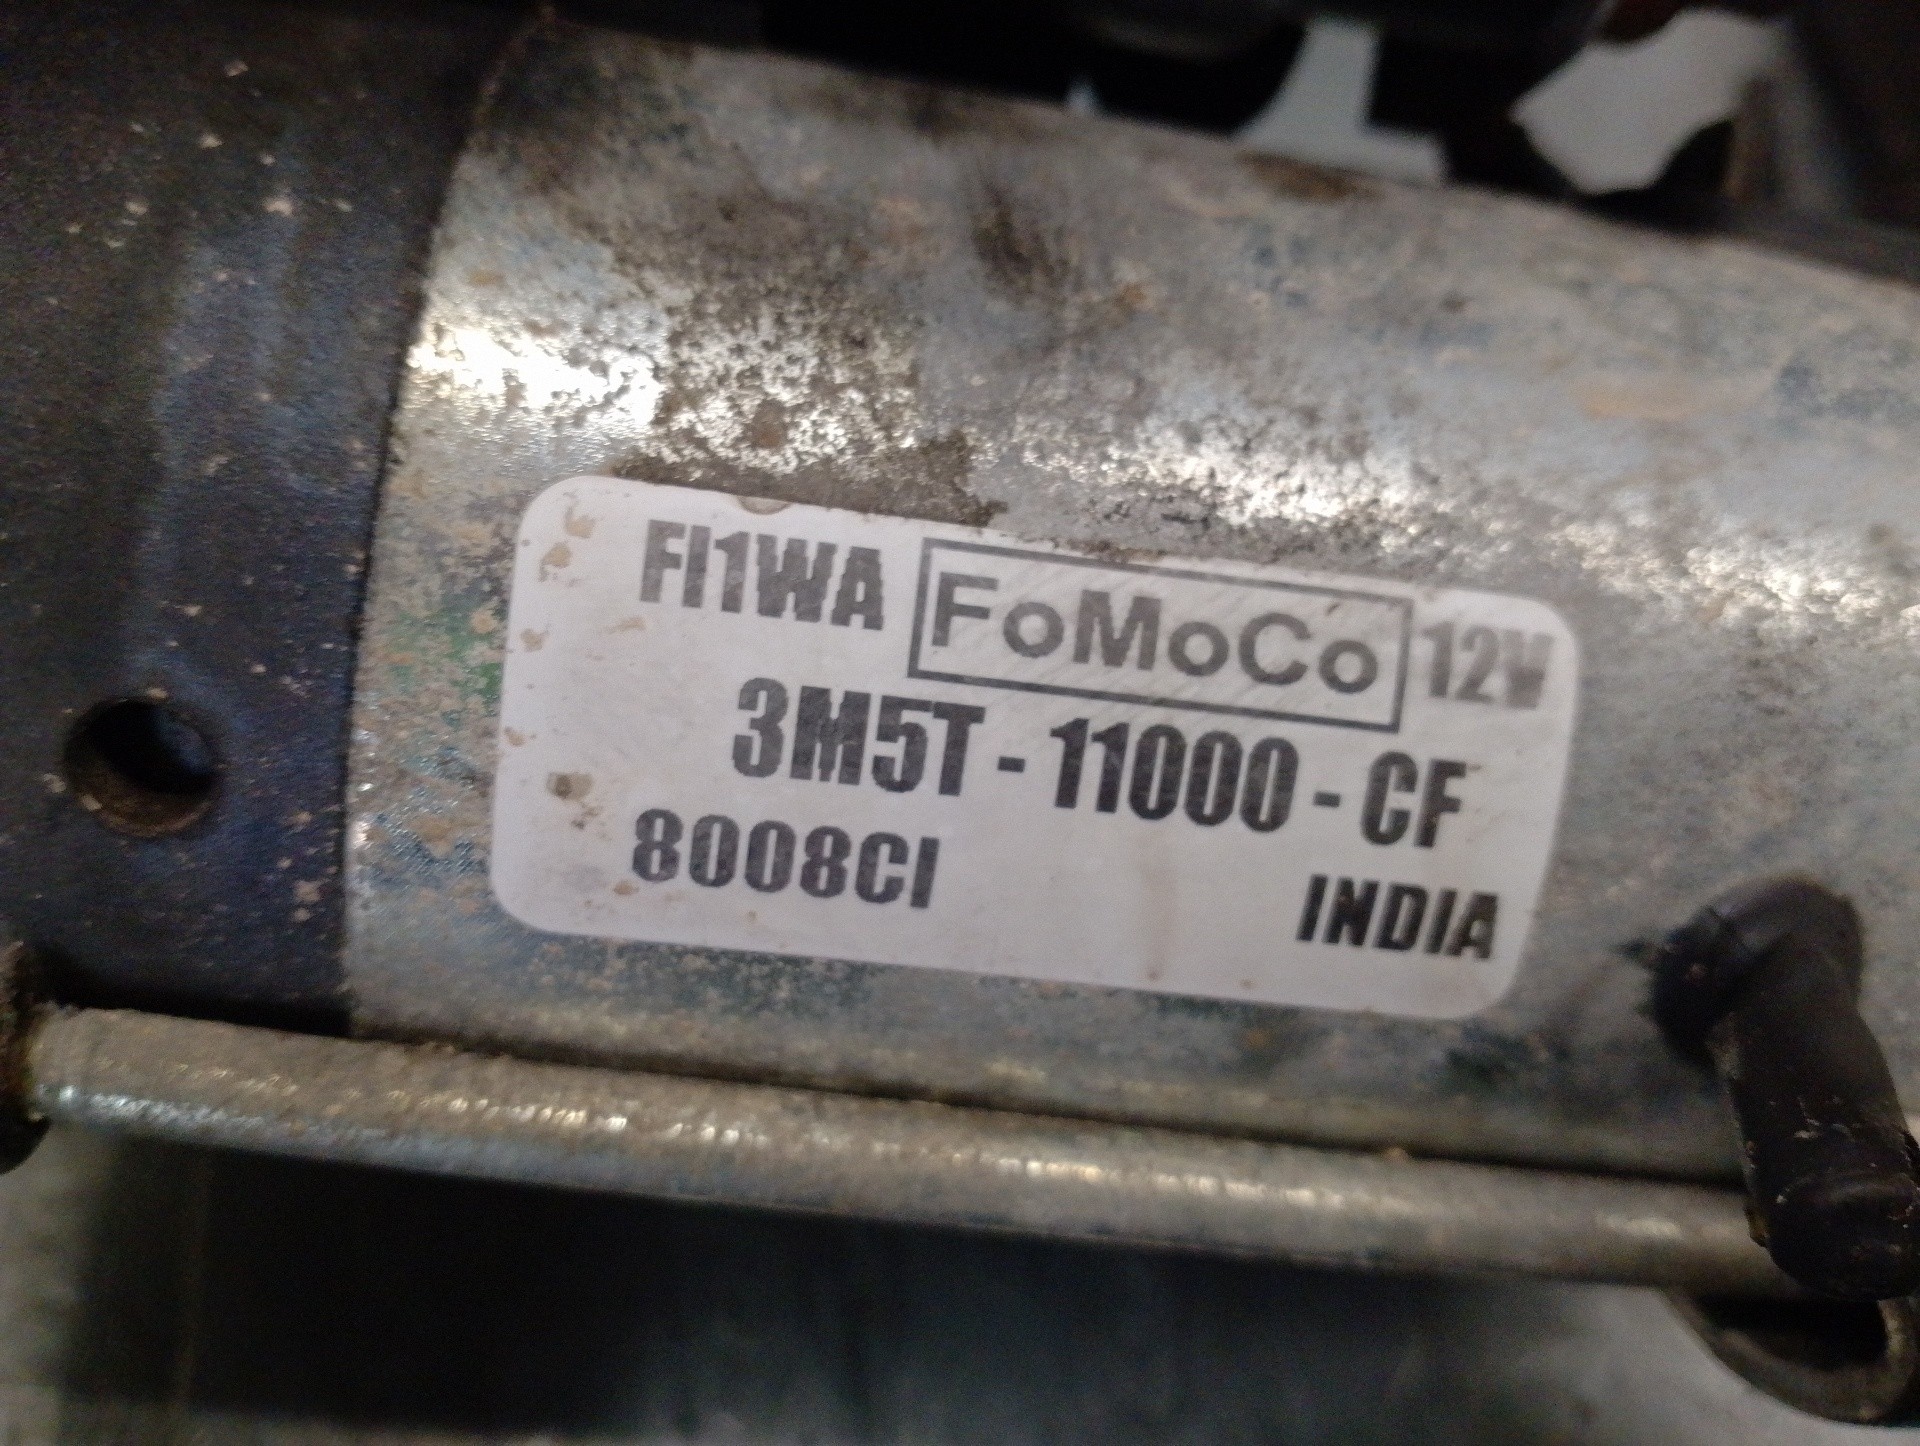 FI1WA FoMoCo 12V
3M5T - 11000 - CF
8008CI INDIA